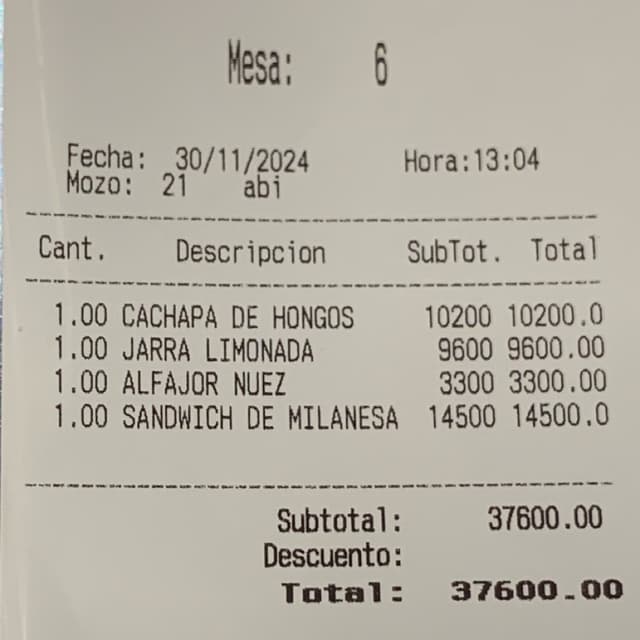 Mesa: 6
Fecha: 30/11/2024 Hora:13:04
Mozo: 21 abi
Cant. Descripcion SubTot. Total
1.00 CACHAPA DE HONGOS 10200 10200.0
1.00 JARRA LIMONADA 9600 9600.00
1.00 ALFAJOR NUEZ 3300 3300.00
1.00 SANDWICH DE MILANESA 14500 14500.0
Subtotal: 37600.00
Descuento:
Total: 37600.00